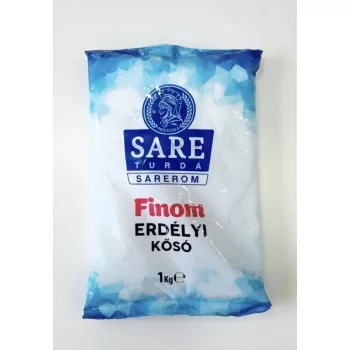 SARE
TURDA
SAREROM
Finom
ERDÉLYI
KŐSÓ
1Kg℮